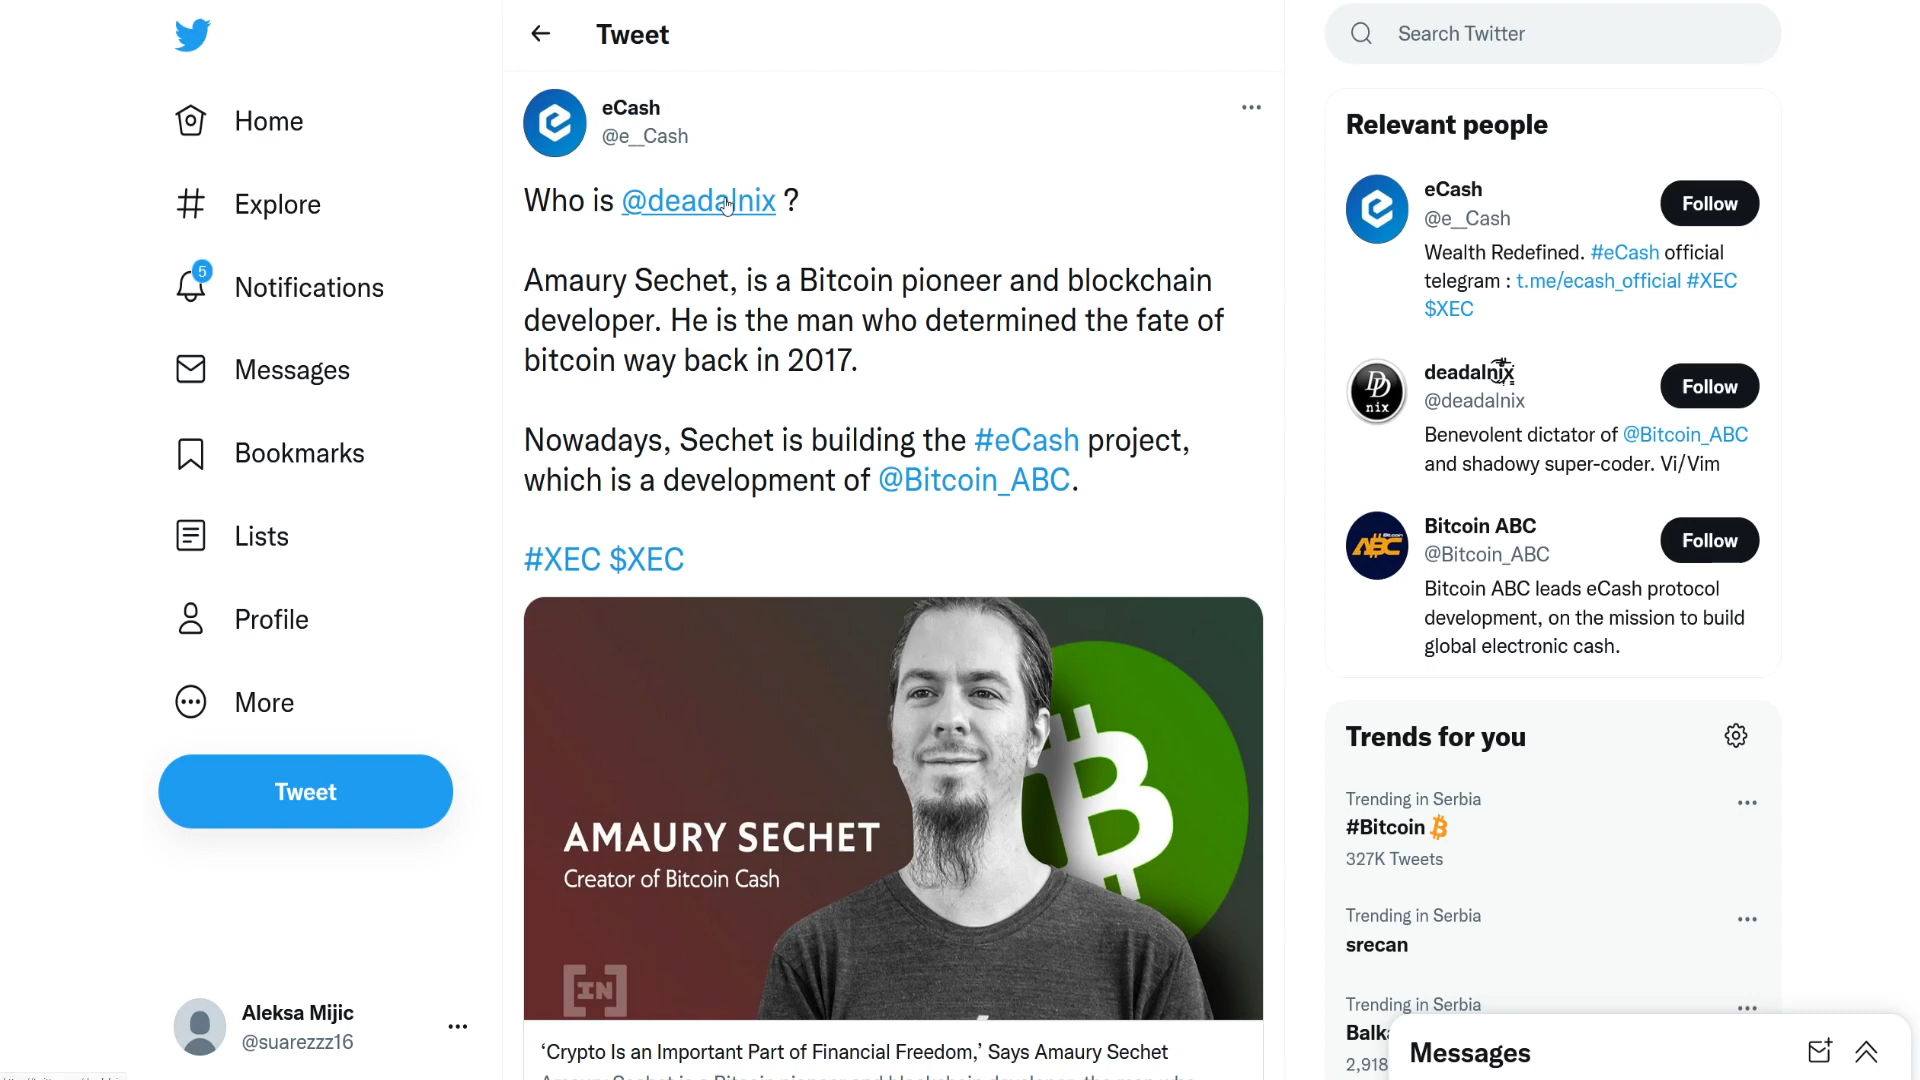 Tweet
Search Twitter
Home
Explore
5
Notifications
Messages
Bookmarks
Lists
Profile
More
Tweet
Aleksa Mijic
@suarezzz16
eCash
@e_Cash
Who is @deadalnix ?
Amaury Sechet, is a Bitcoin pioneer and blockchain
developer. He is the man who determined the fate of
bitcoin way back in 2017.
Nowadays, Sechet is building the #eCash project,
which is a development of @Bitcoin_ABC.
#XEC $XEC
AMAURY SECHET
Creator of Bitcoin Cash
[IN]
‘Crypto Is an Important Part of Financial Freedom,’ Says Amaury Sechet
Relevant people
eCash
@e_Cash
Follow
Wealth Redefined. #eCash official
telegram : t.me/ecash_official #XEC
$XEC
DD
nix
deadalnix
@deadalnix
Follow
Benevolent dictator of @Bitcoin_ABC
and shadowy super-coder. Vi/Vim
ABC
Bitcoin ABC
@Bitcoin_ABC
Follow
Bitcoin ABC leads eCash protocol
development, on the mission to build
global electronic cash.
Trends for you
Trending in Serbia
#Bitcoin
327K Tweets
Trending in Serbia
srecan
Trending in Serbia
Balk
2,918
Messages